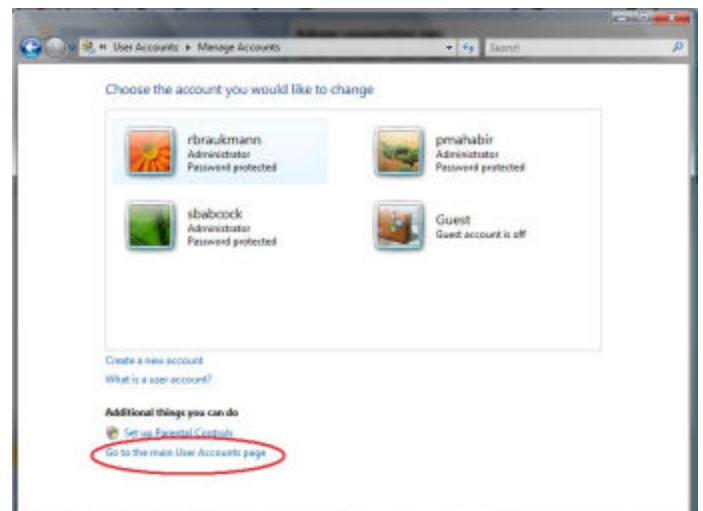 User Accounts Manage Accounts
Search
Choose the account you would like to change
rbraukmann
Administrator
Password protected
pmahabir
Administrator
Password protected
sbabcock
Administrator
Password protected
Guest
Guest account is off
Create a new account
What is a user account?
Additional things you can do
Set up Parental Controls
Go to the main User Accounts page